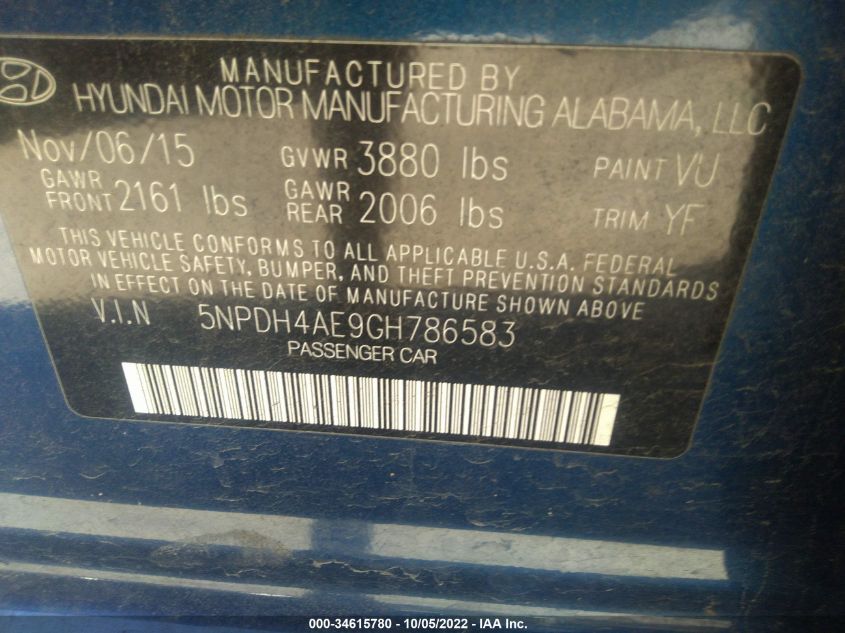 MANUFACTURED BY
HYUNDAI MOTOR MANUFACTURING ALABAMA, LLC
Nov/06/15 GVWR 3880 lbs PAINT VU
GAWR FRONT 2161 lbs GAWR REAR 2006 lbs TRIM YF
THIS VEHICLE CONFORMS TO ALL APPLICABLE U.S.A. FEDERAL
MOTOR VEHICLE SAFETY, BUMPER, AND THEFT PREVENTION STANDARDS
IN EFFECT ON THE DATE OF MANUFACTURE SHOWN ABOVE
V.I.N 5NPDH4AE9GH786583
PASSENGER CAR
000-34615780 - 10/05/2022 - IAA Inc.